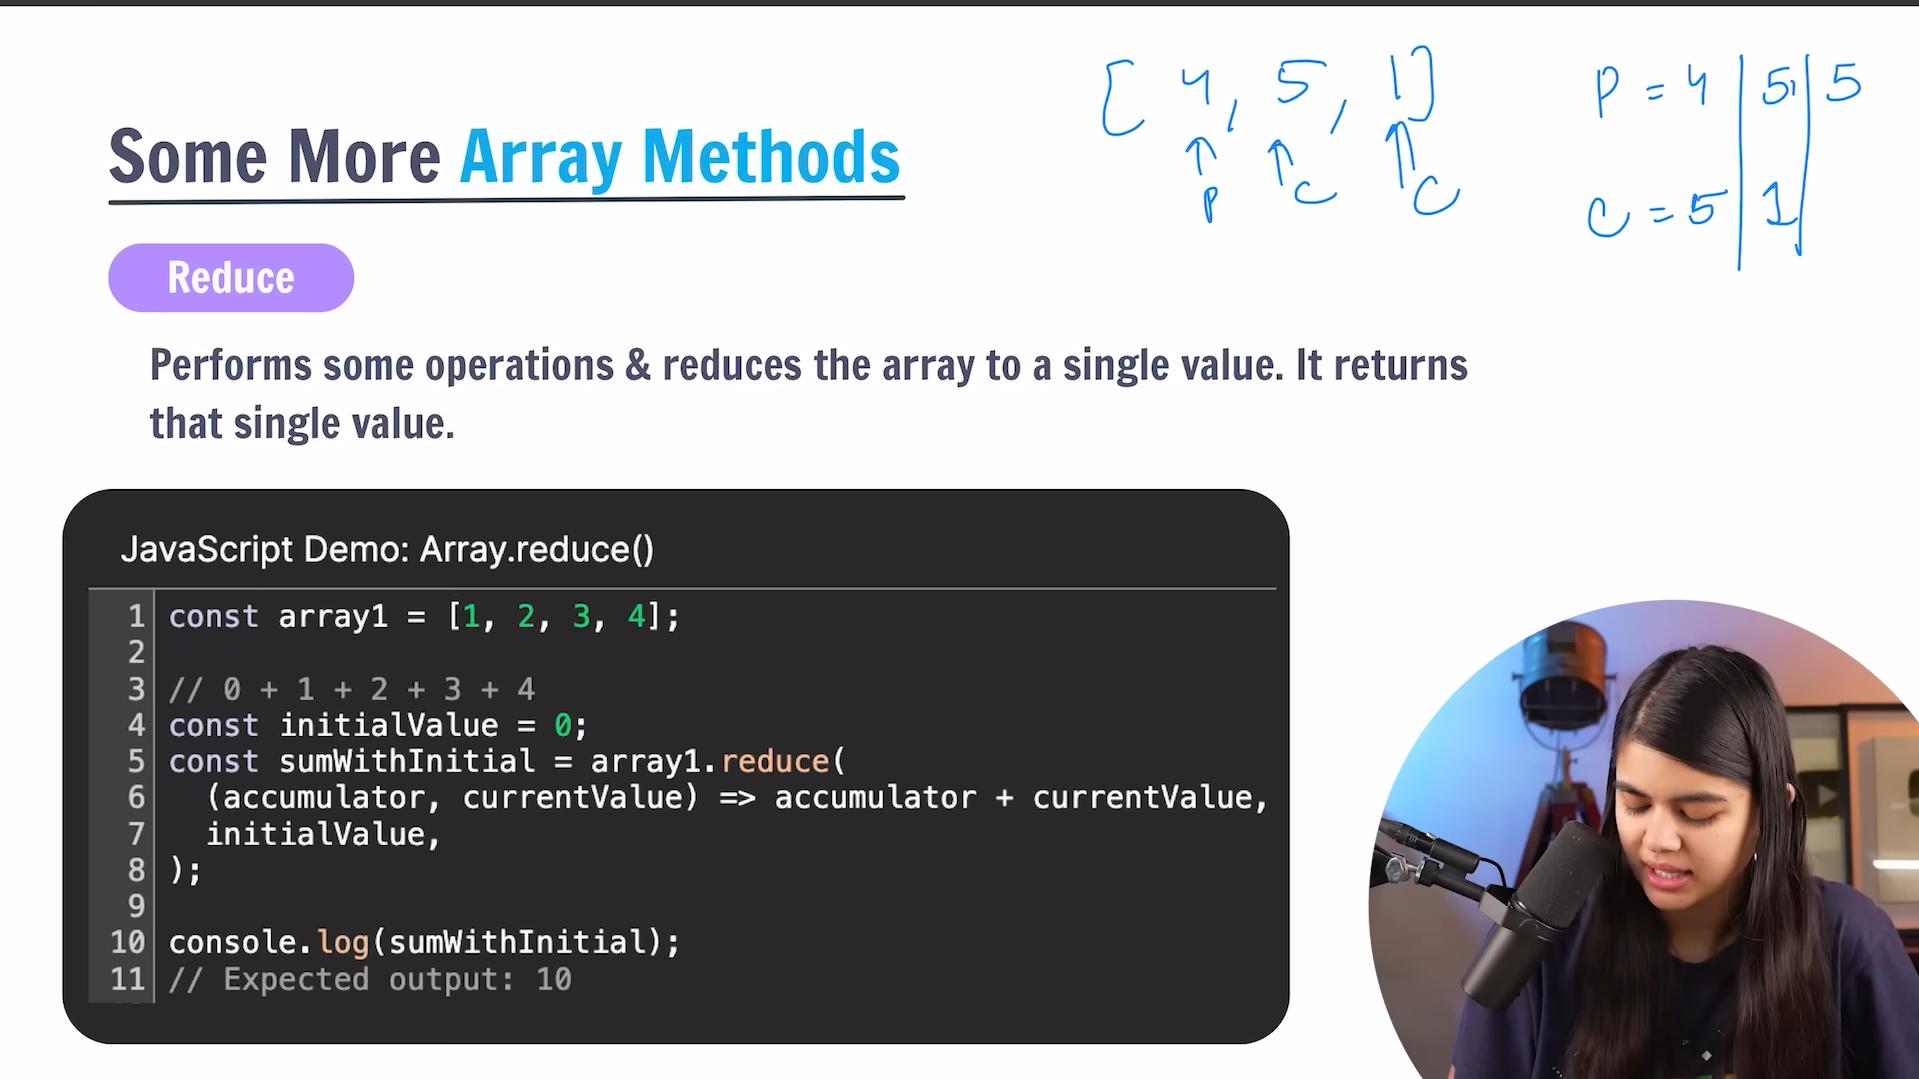 [ 4, 5, 1]
P C C
P = 4 | 5 | 5
C = 5 | 1
Some More Array Methods
Reduce
Performs some operations & reduces the array to a single value. It returns
that single value.
JavaScript Demo: Array.reduce()
1 const array1 = [1, 2, 3, 4];
2
3 // 0 + 1 + 2 + 3 + 4
4 const initialValue = 0;
5 const sumWithInitial = array1.reduce(
6 (accumulator, currentValue) => accumulator + currentValue,
7 initialValue,
8 );
9
10 console.log(sumWithInitial);
11 // Expected output: 10